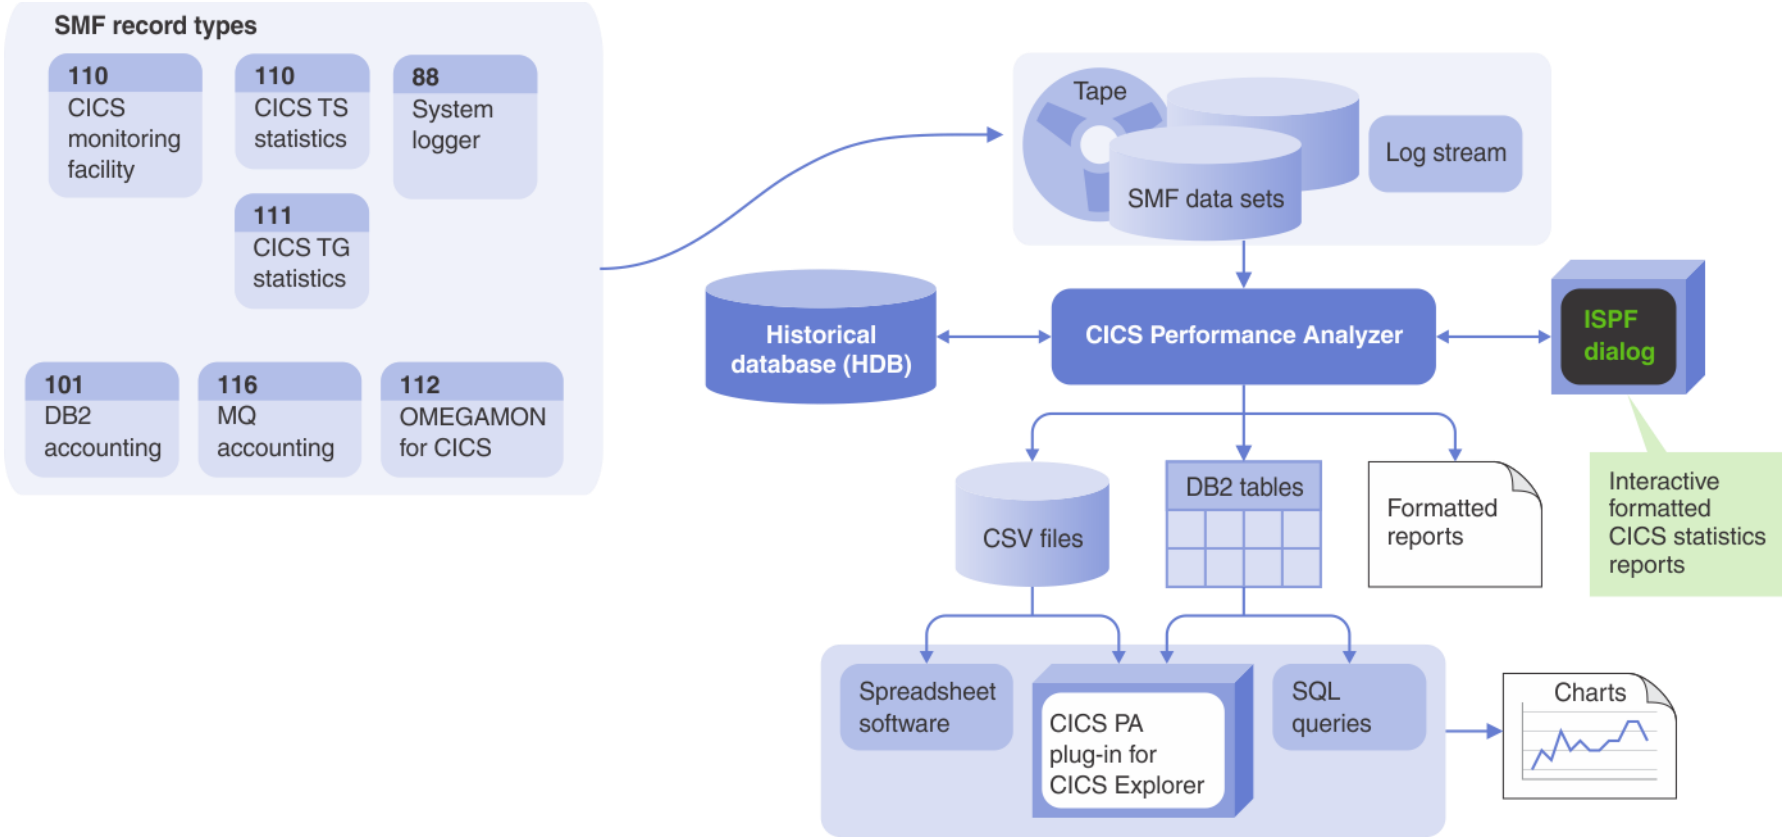 SMF record types
110
CICS
monitoring
facility
110
CICS TS
statistics
88
System
logger
111
CICS TG
statistics
101
DB2
accounting
116
MQ
accounting
112
OMEGAMON
for CICS
Tape
SMF data sets
Log stream
Historical
database (HDB)
CICS Performance Analyzer
ISPF
dialog
CSV files
DB2 tables
Formatted
reports
Interactive
formatted
CICS statistics
reports
Spreadsheet
software
CICS PA
plug-in for
CICS Explorer
SQL
queries
Charts